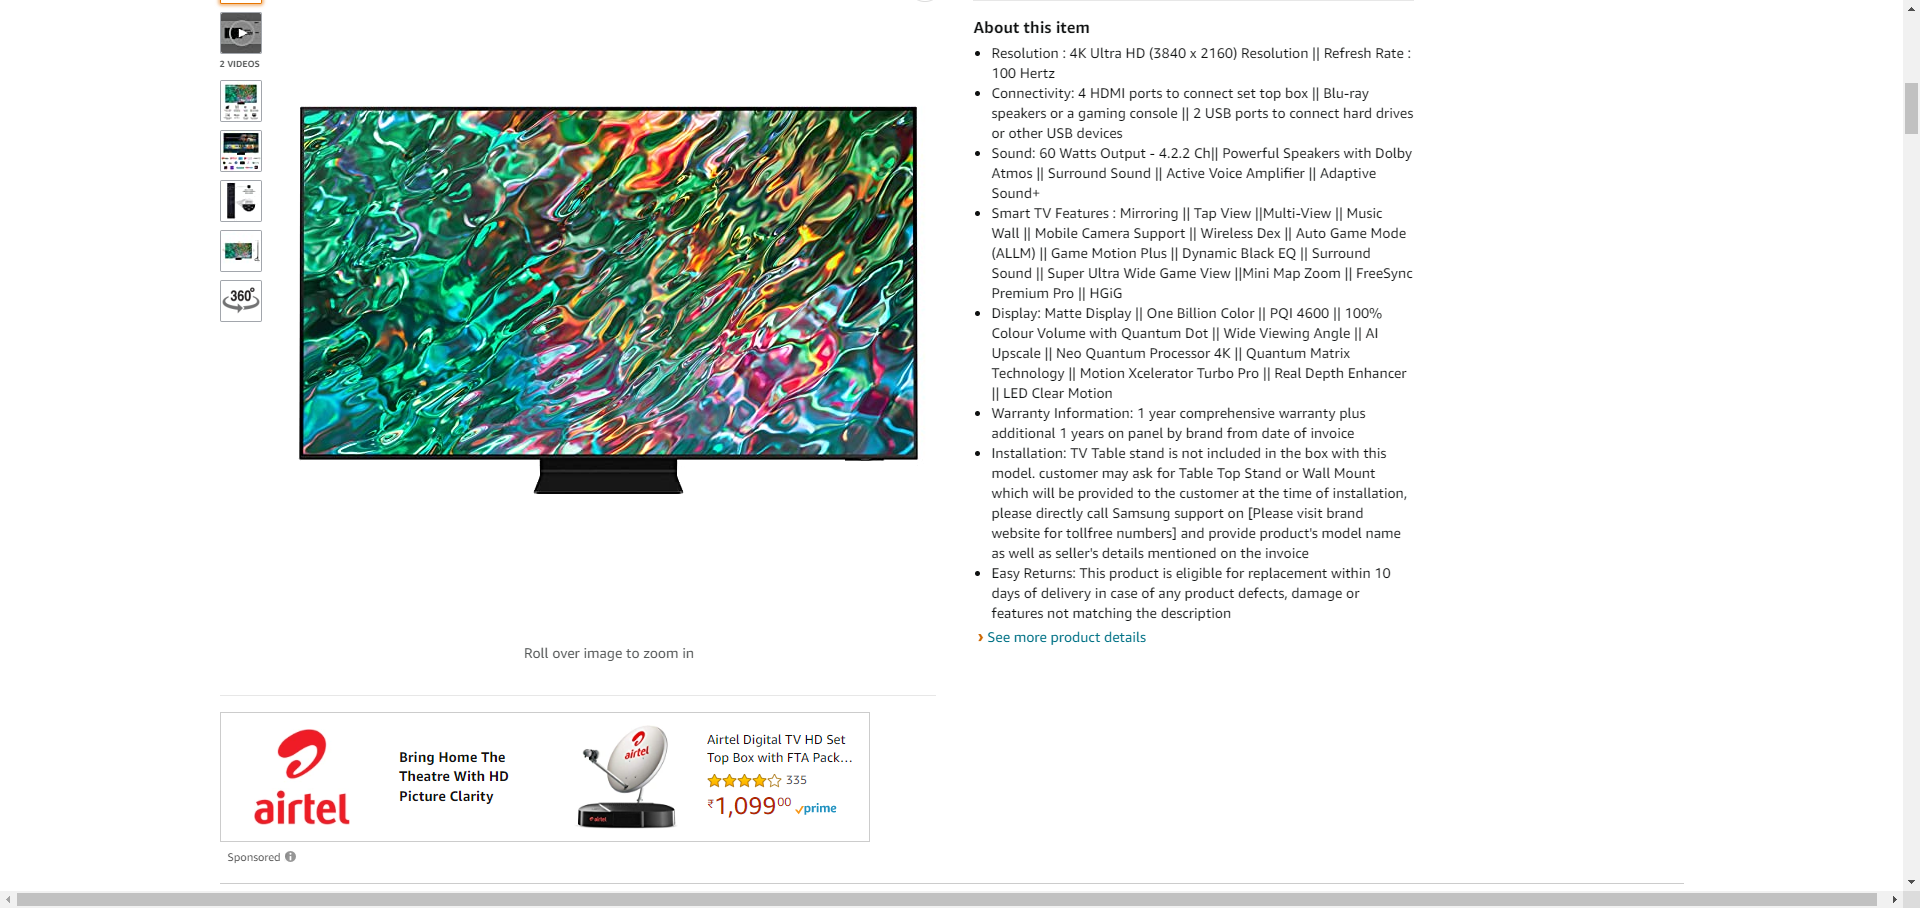 2 VIDEOS
360°
Roll over image to zoom in
About this item
Resolution : 4K Ultra HD (3840 x 2160) Resolution || Refresh Rate :
100 Hertz
Connectivity: 4 HDMI ports to connect set top box || Blu-ray
speakers or a gaming console || 2 USB ports to connect hard drives
or other USB devices
Sound: 60 Watts Output - 4.2.2 Ch|| Powerful Speakers with Dolby
Atmos || Surround Sound || Active Voice Amplifier || Adaptive
Sound+
Smart TV Features : Mirroring || Tap View ||Multi-View || Music
Wall || Mobile Camera Support || Wireless Dex || Auto Game Mode
(ALLM) || Game Motion Plus || Dynamic Black EQ || Surround
Sound || Super Ultra Wide Game View ||Mini Map Zoom || FreeSync
Premium Pro || HGiG
Display: Matte Display || One Billion Color || PQI 4600 || 100%
Colour Volume with Quantum Dot || Wide Viewing Angle || AI
Upscale || Neo Quantum Processor 4K || Quantum Matrix
Technology || Motion Xcelerator Turbo Pro || Real Depth Enhancer
|| LED Clear Motion
Warranty Information: 1 year comprehensive warranty plus
additional 1 years on panel by brand from date of invoice
Installation: TV Table stand is not included in the box with this
model. customer may ask for Table Top Stand or Wall Mount
which will be provided to the customer at the time of installation,
please directly call Samsung support on [Please visit brand
website for tollfree numbers] and provide product's model name
as well as seller's details mentioned on the invoice
Easy Returns: This product is eligible for replacement within 10
days of delivery in case of any product defects, damage or
features not matching the description
› See more product details
airtel
Bring Home The
Theatre With HD
Picture Clarity
airtel
airtel
Airtel Digital TV HD Set
Top Box with FTA Pack...
335
₹1,099.00 prime
Sponsored